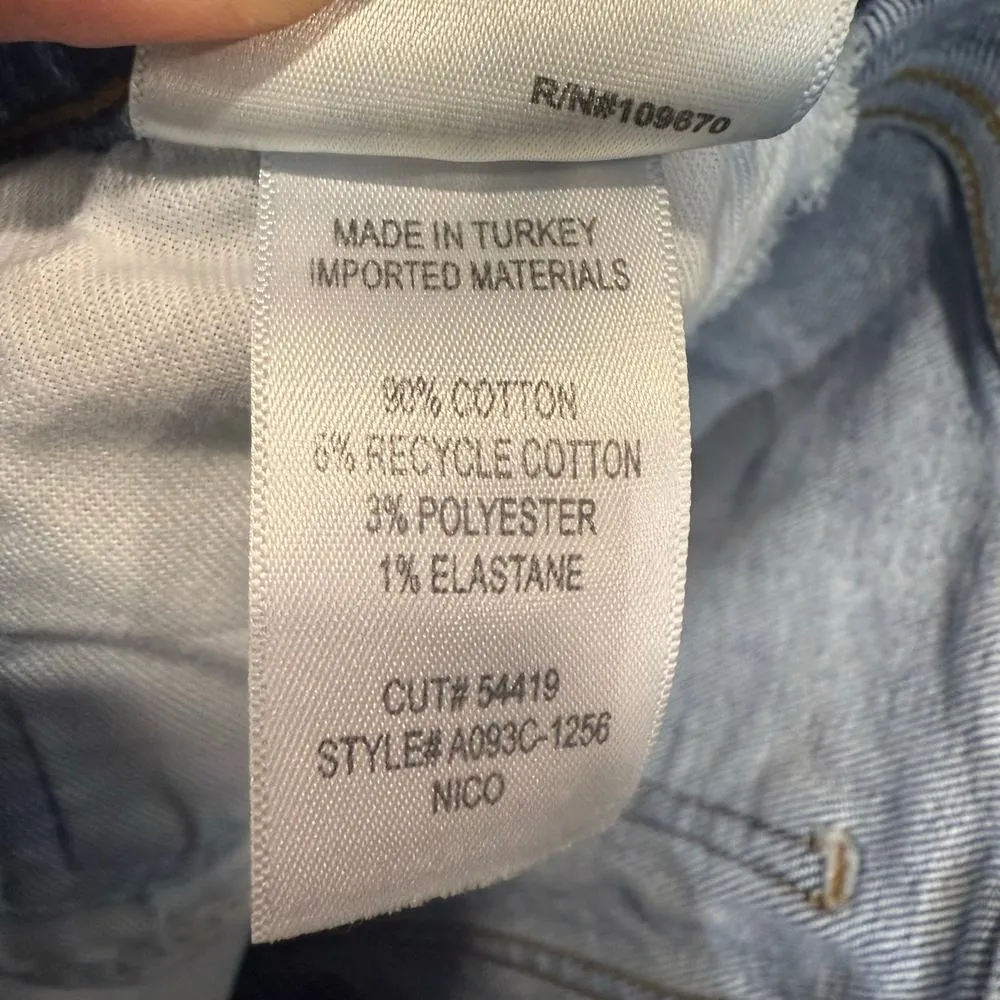 R/N#109670
MADE IN TURKEY
IMPORTED MATERIALS
90% COTTON
6% RECYCLE COTTON
3% POLYESTER
1% ELASTANE
CUT# 54419
STYLE# A093C-1256
NICO